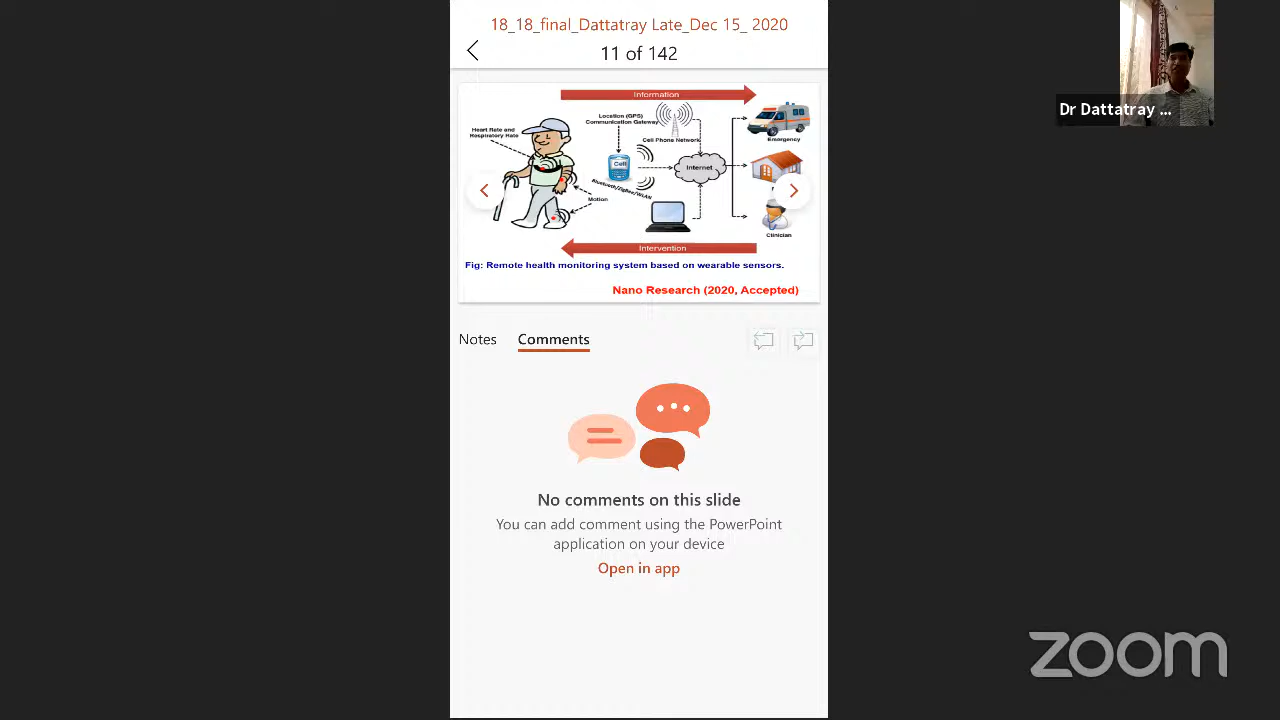 18_18_final_Dattatray Late_Dec 15_ 2020
11 of 142
Dr Dattatray ...
Information
Location (GPS)
Communication Gateway
Heart Rate and
Respiratory Rate
Cell Phone Network
Emergency
Cell
Internet
Bluetooth/ZigBee/WLAN
Motion
Clinician
Intervention
Fig: Remote health monitoring system based on wearable sensors.
Nano Research (2020, Accepted)
Notes
Comments
No comments on this slide
You can add comment using the PowerPoint
application on your device
Open in app
zoom